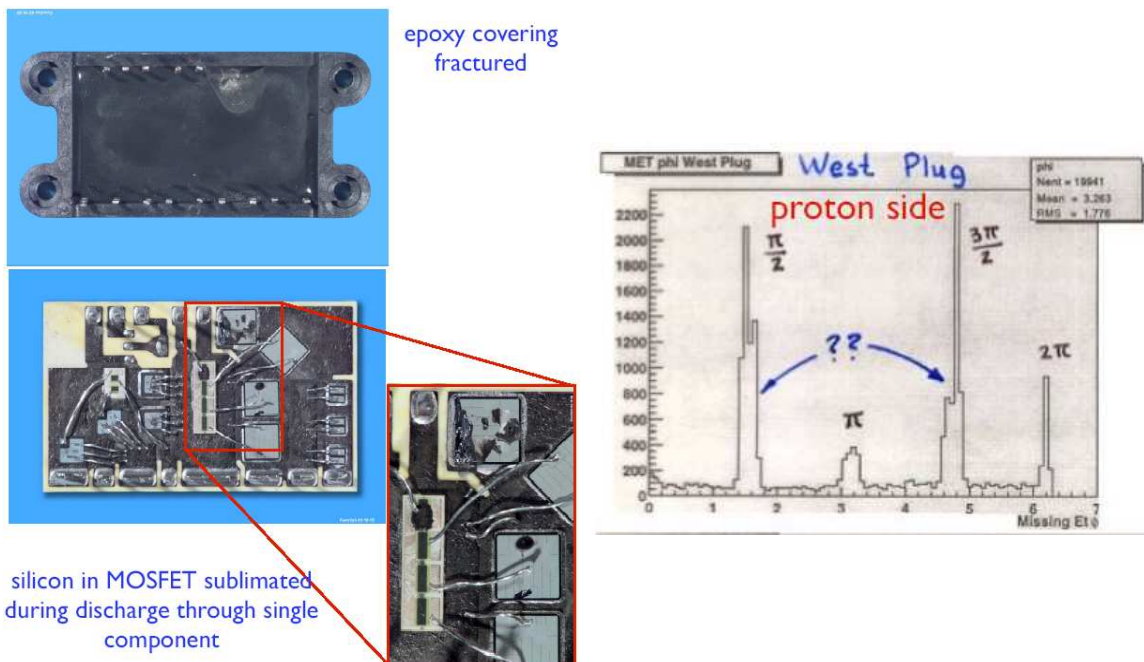 epoxy covering
fractured
MET phi West Plug
West Plug
proton side
phi
Nent = 19941
Mean = 3.263
RMS = 1.776
2200
2000
1800
1600
1400
1200
1000
800
600
400
200
0
π/2
3π/2
??
π
2π
0 1 2 3 4 5 6 7
Missing Et ϕ
silicon in MOSFET sublimated
during discharge through single
component